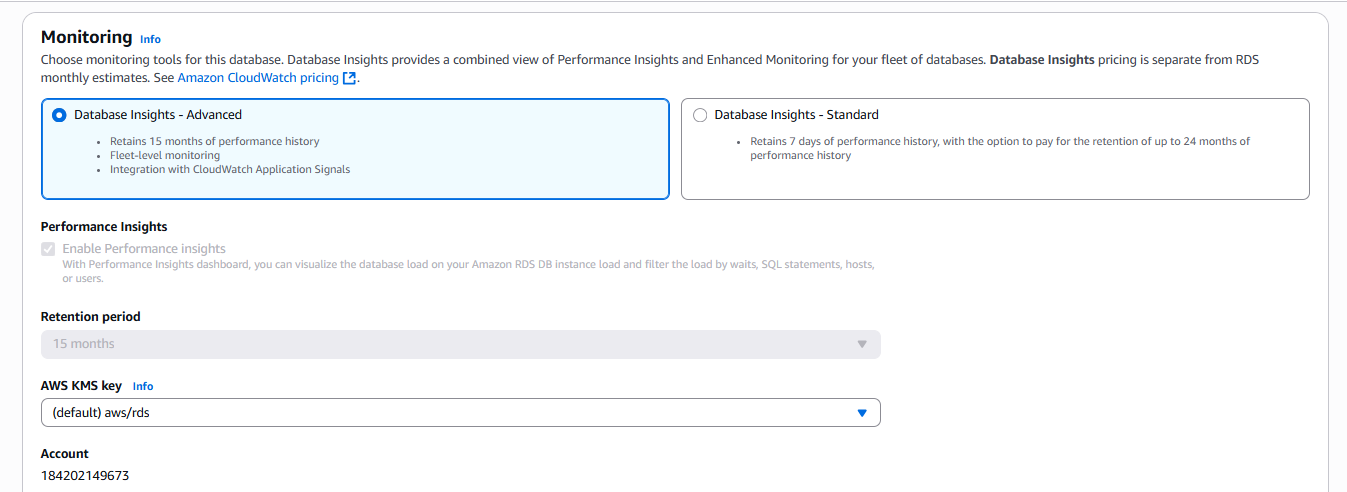 Monitoring Info
Choose monitoring tools for this database. Database Insights provides a combined view of Performance Insights and Enhanced Monitoring for your fleet of databases. Database Insights pricing is separate from RDS
monthly estimates. See Amazon CloudWatch pricing.
Database Insights - Advanced
• Retains 15 months of performance history
• Fleet-level monitoring
• Integration with CloudWatch Application Signals
Database Insights - Standard
• Retains 7 days of performance history, with the option to pay for the retention of up to 24 months of
performance history
Performance Insights
Enable Performance insights
With Performance Insights dashboard, you can visualize the database load on your Amazon RDS DB instance load and filter the load by waits, SQL statements, hosts,
or users.
Retention period
15 months
AWS KMS key Info
(default) aws/rds
Account
184202149673